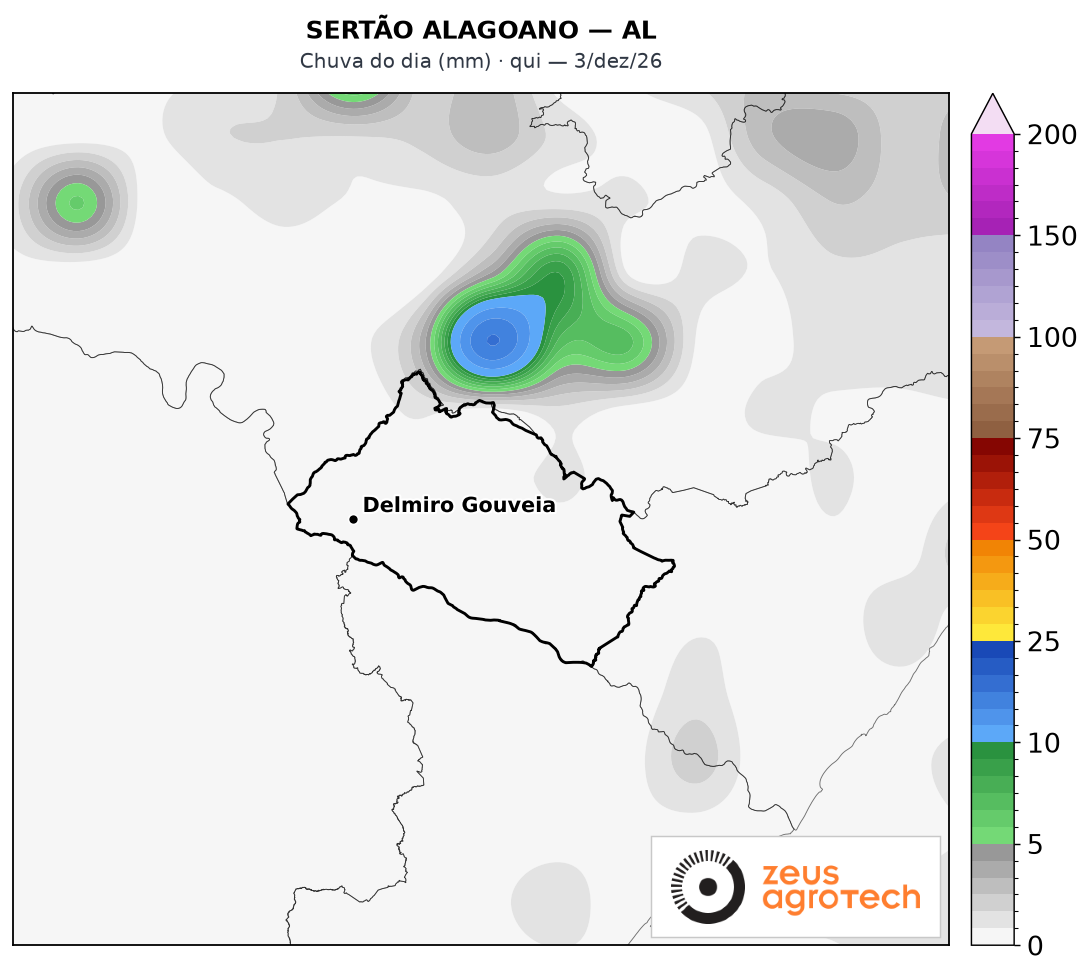 SERTÃO ALAGOANO — AL
Chuva do dia (mm) · qui — 3/dez/26
200
150
100
75
50
25
10
5
0
Delmiro Gouveia
zeus
agrotech